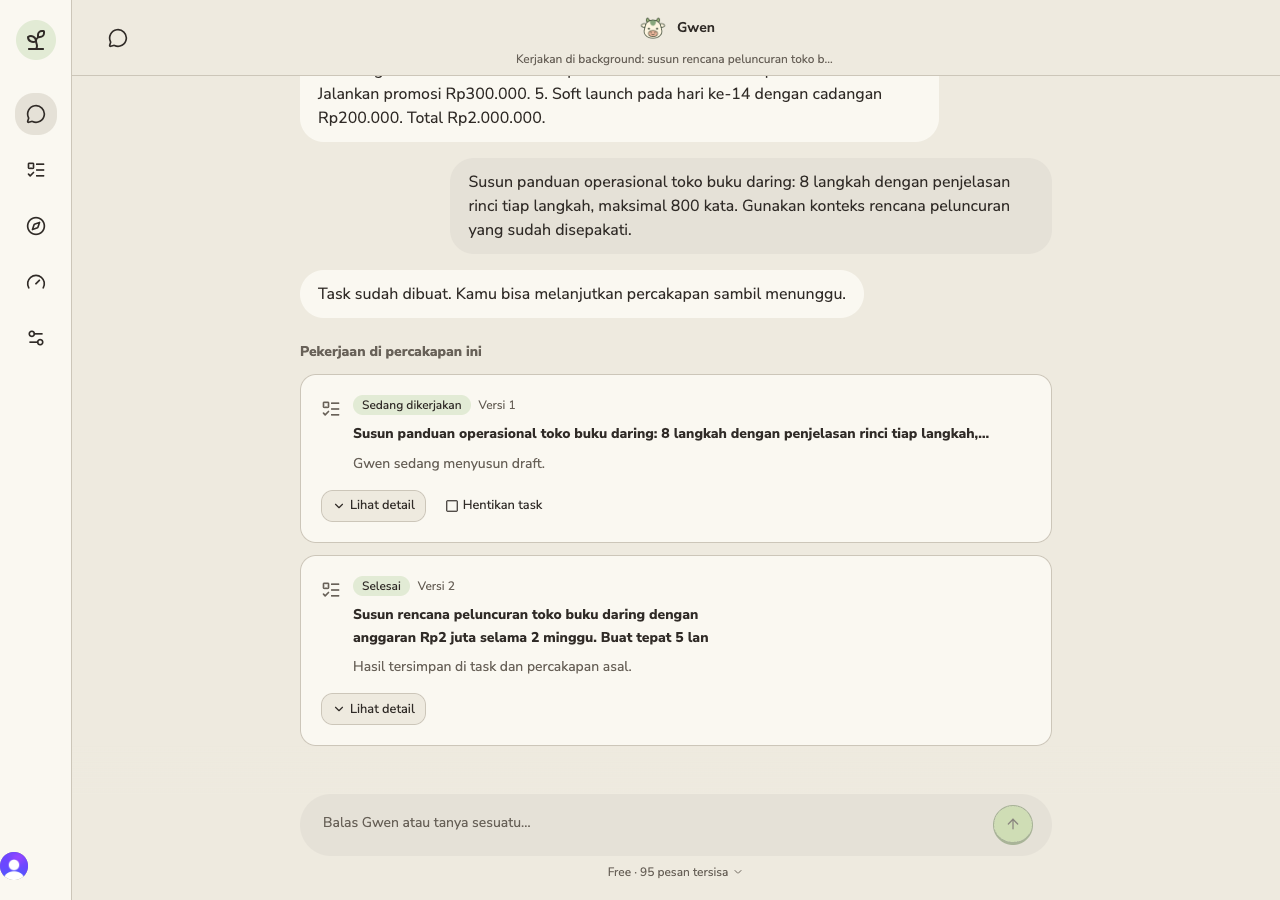 Gwen
Kerjakan di background: susun rencana peluncuran toko b...
Jalankan promosi Rp300.000. 5. Soft launch pada hari ke-14 dengan cadangan
Rp200.000. Total Rp2.000.000.
Susun panduan operasional toko buku daring: 8 langkah dengan penjelasan
rinci tiap langkah, maksimal 800 kata. Gunakan konteks rencana peluncuran
yang sudah disepakati.
Task sudah dibuat. Kamu bisa melanjutkan percakapan sambil menunggu.
Pekerjaan di percakapan ini
Sedang dikerjakan Versi 1
Susun panduan operasional toko buku daring: 8 langkah dengan penjelasan rinci tiap langkah,...
Gwen sedang menyusun draft.
Lihat detail Hentikan task
Selesai Versi 2
Susun rencana peluncuran toko buku daring dengan
anggaran Rp2 juta selama 2 minggu. Buat tepat 5 lan
Hasil tersimpan di task dan percakapan asal.
Lihat detail
Balas Gwen atau tanya sesuatu...
Free · 95 pesan tersisa